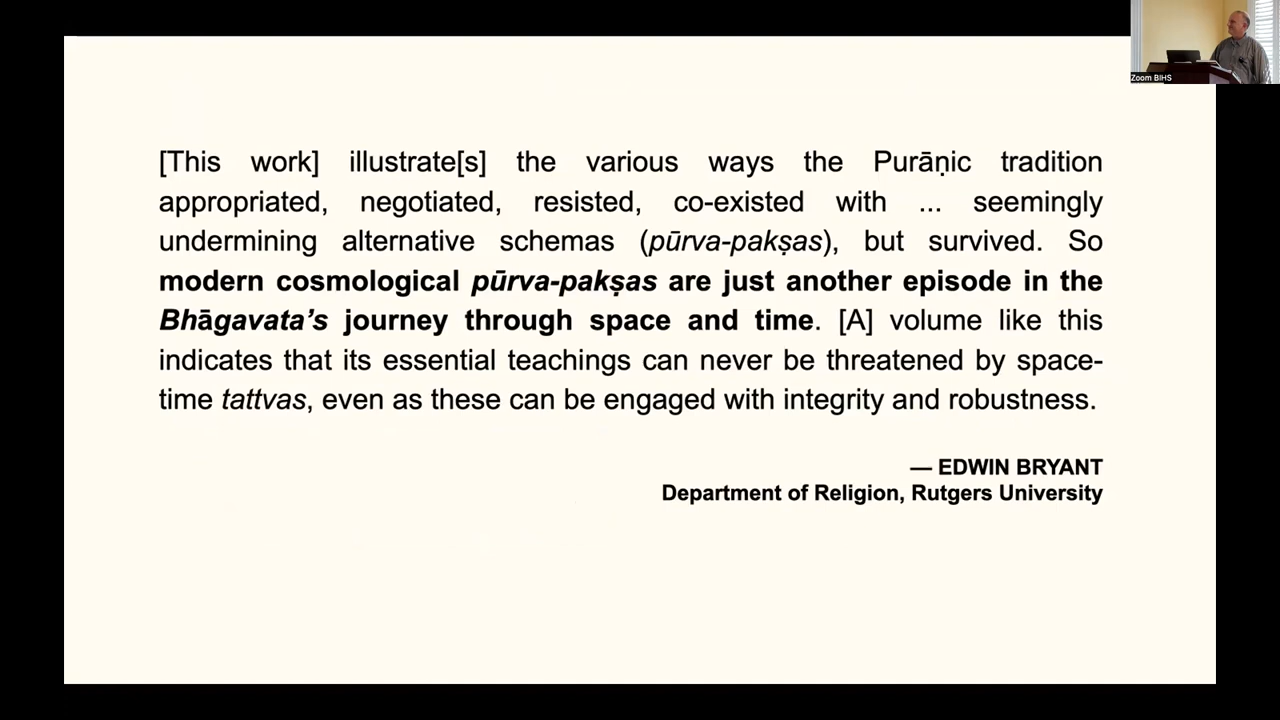 Zoom BIHS
[This work] illustrate[s] the various ways the Purāṇic tradition
appropriated, negotiated, resisted, co-existed with ... seemingly
undermining alternative schemas (pūrva-pakṣas), but survived. So
modern cosmological pūrva-pakṣas are just another episode in the
Bhāgavata’s journey through space and time. [A] volume like this
indicates that its essential teachings can never be threatened by space-
time tattvas, even as these can be engaged with integrity and robustness.
— EDWIN BRYANT
Department of Religion, Rutgers University